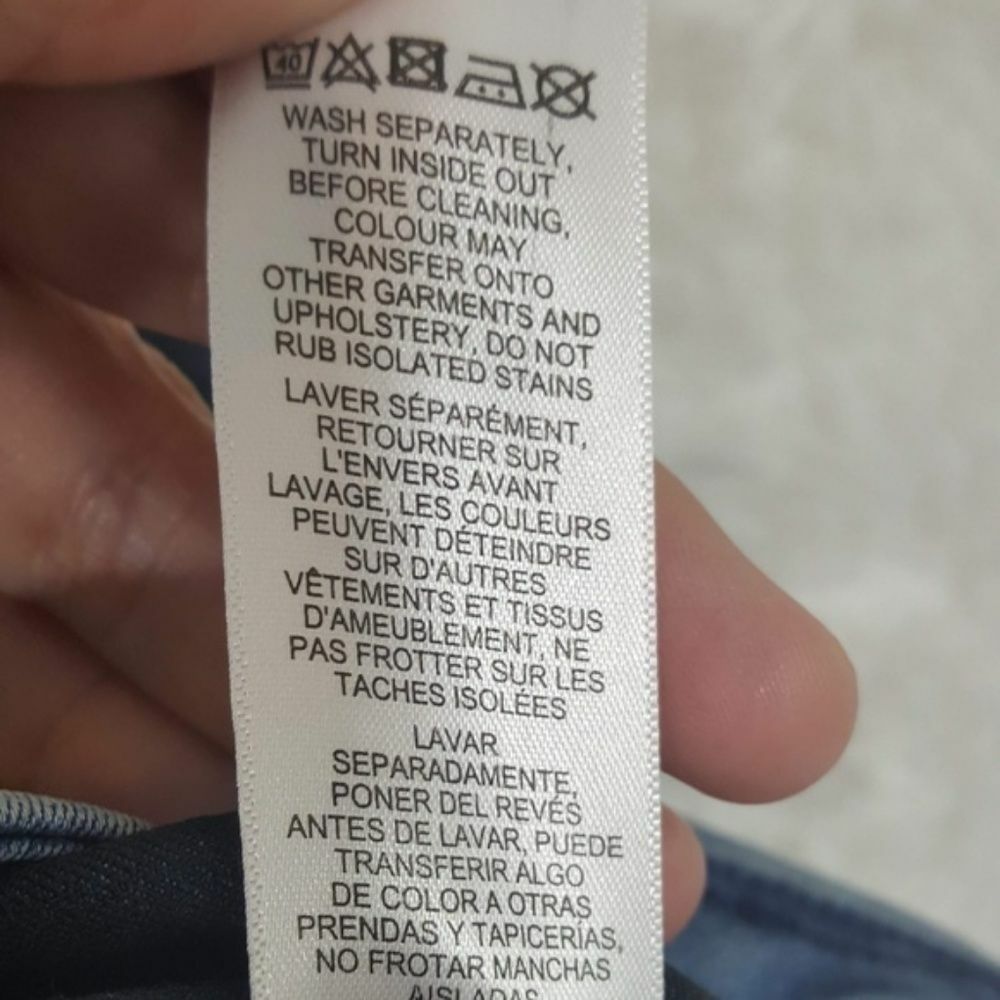 40
WASH SEPARATELY,
TURN INSIDE OUT
BEFORE CLEANING,
COLOUR MAY
TRANSFER ONTO
OTHER GARMENTS AND
UPHOLSTERY, DO NOT
RUB ISOLATED STAINS
LAVER SÉPARÉMENT,
RETOURNER SUR
L'ENVERS AVANT
LAVAGE, LES COULEURS
PEUVENT DÉTEINDRE
SUR D'AUTRES
VÊTEMENTS ET TISSUS
D'AMEUBLEMENT, NE
PAS FROTTER SUR LES
TACHES ISOLÉES
LAVAR
SEPARADAMENTE,
PONER DEL REVÉS
ANTES DE LAVAR, PUEDE
TRANSFERIR ALGO
DE COLOR A OTRAS
PRENDAS Y TAPICERÍAS,
NO FROTAR MANCHAS
AISLADAS